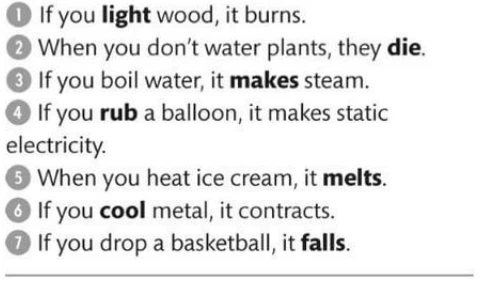 1 If you light wood, it burns.
2 When you don't water plants, they die.
3 If you boil water, it makes steam.
4 If you rub a balloon, it makes static
electricity.
5 When you heat ice cream, it melts.
6 If you cool metal, it contracts.
7 If you drop a basketball, it falls.